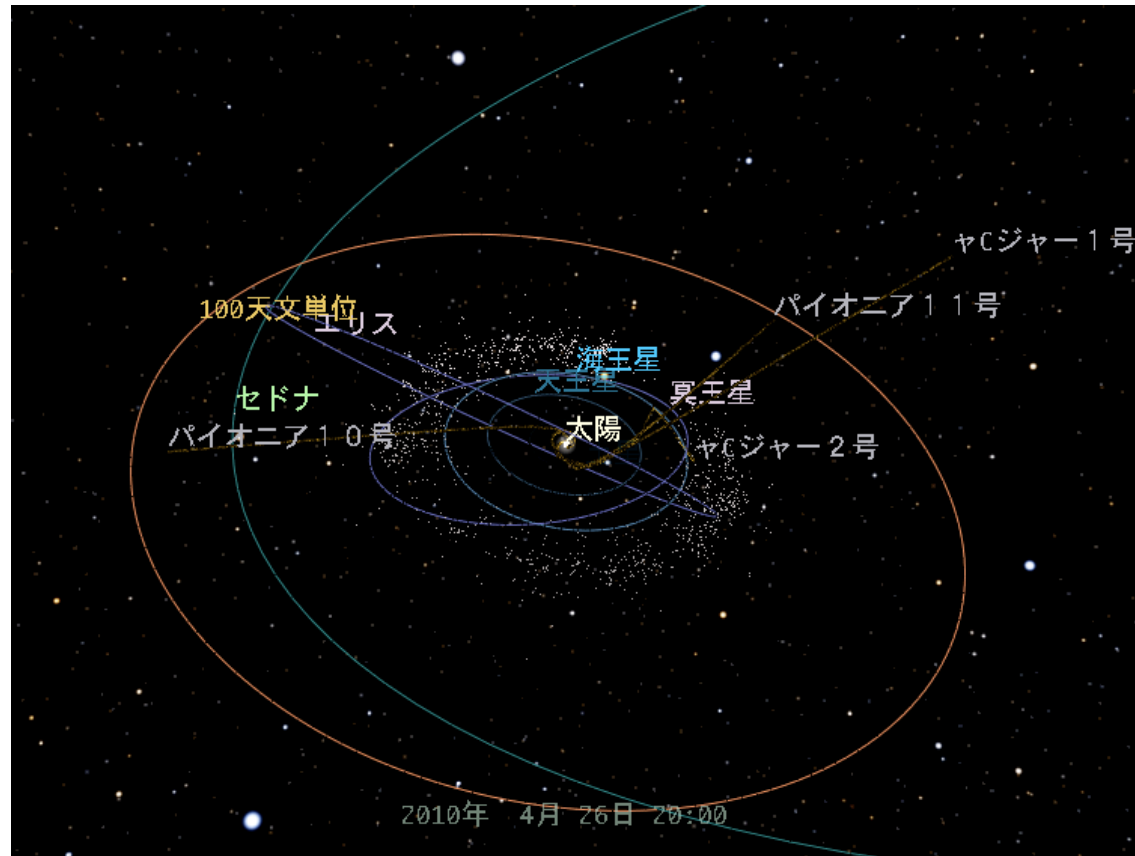 ャCジャー１号
パイオニア１１号
100天文単位
エリス
海王星
天王星
冥王星
セドナ
太陽
パイオニア１０号
ャCジャー２号
2010年 4月 26日 20:00